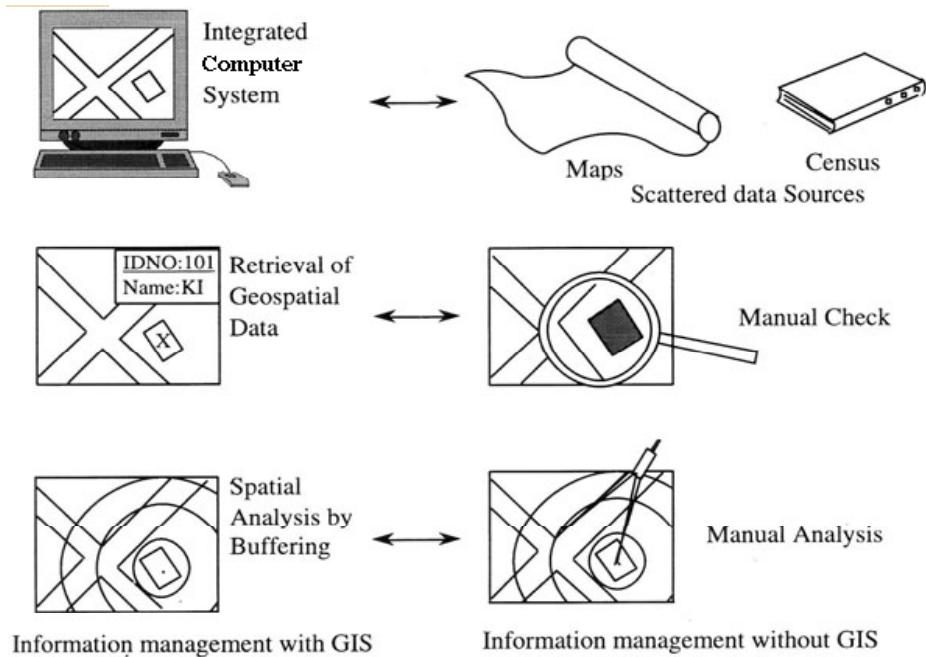 Integrated
Computer
System
Maps
Census
Scattered data Sources
IDNO:101
Name:KI
X
Retrieval of
Geospatial
Data
Manual Check
Spatial
Analysis by
Buffering
Manual Analysis
Information management with GIS
Information management without GIS